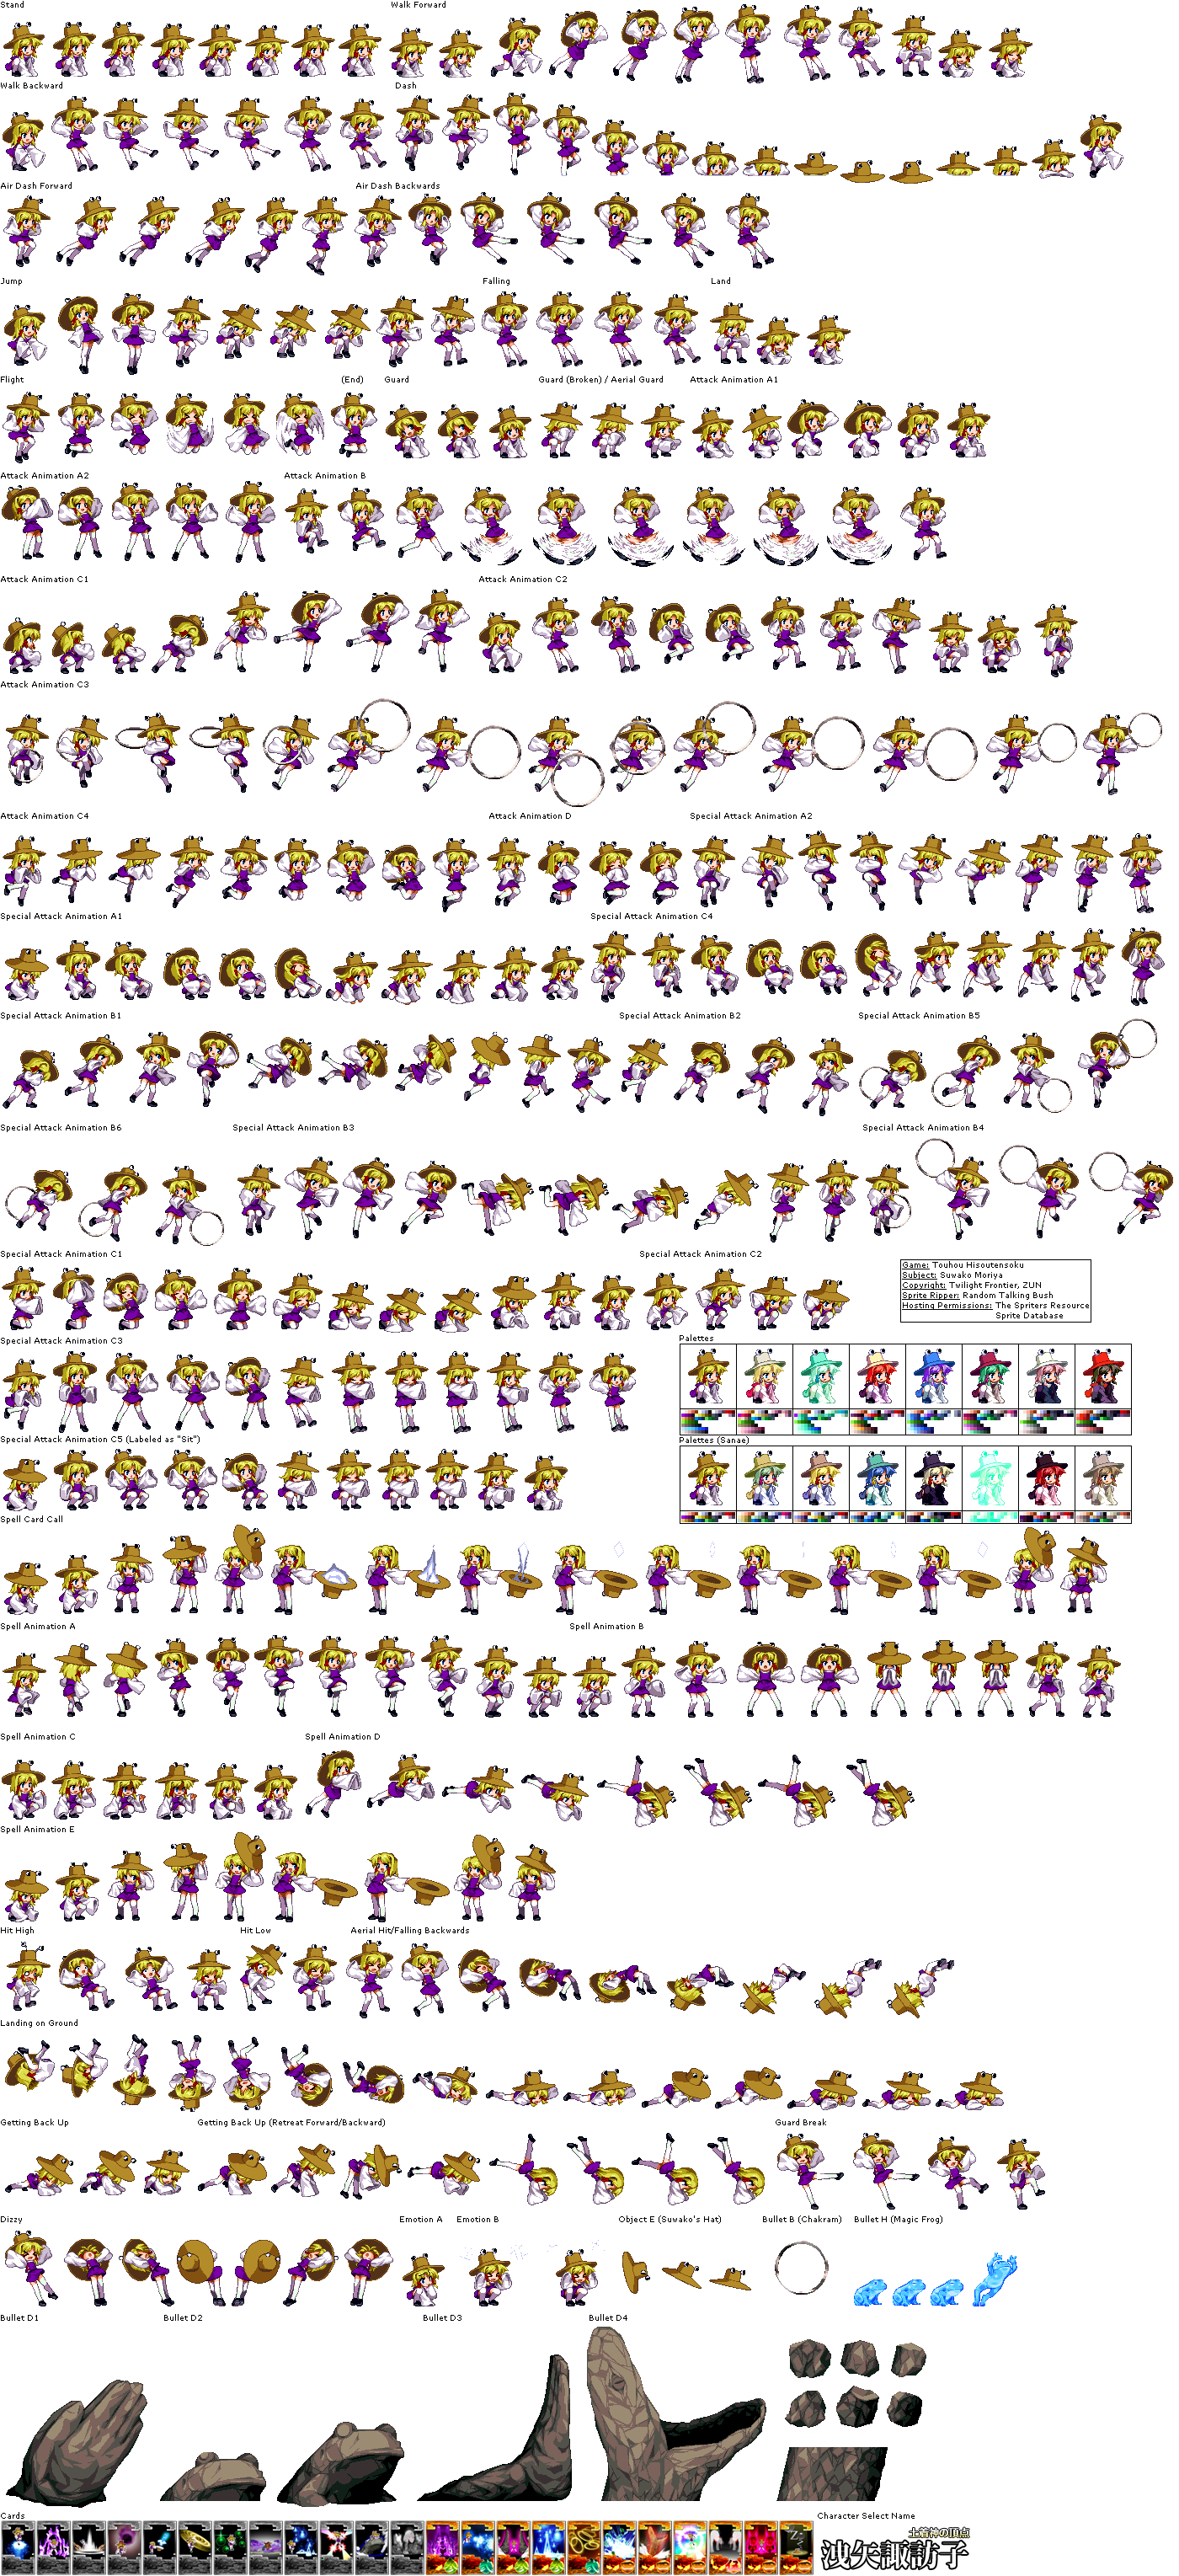 Stand
Walk Forward
Walk Backward
Dash
Air Dash Forward
Air Dash Backwards
Jump
Falling
Land
Flight
(End)
Guard
Guard (Broken) / Aerial Guard
Attack Animation A1
Attack Animation A2
Attack Animation B
Attack Animation C1
Attack Animation C2
Attack Animation C3
Attack Animation C4
Attack Animation D
Special Attack Animation A2
Special Attack Animation A1
Special Attack Animation C4
Special Attack Animation B1
Special Attack Animation B2
Special Attack Animation B5
Special Attack Animation B6
Special Attack Animation B3
Special Attack Animation B4
Special Attack Animation C1
Special Attack Animation C2
Game: Touhou Hisoutensoku
Subject: Suwako Moriya
Copyright: Twilight Frontier, ZUN
Sprite Ripper: Random Talking Bush
Hosting Permissions: The Spriters Resource
Sprite Database
Special Attack Animation C3
Palettes
Special Attack Animation C5 (Labeled as "Sit")
Palettes (Sanae)
Spell Card Call
Spell Animation A
Spell Animation B
Spell Animation C
Spell Animation D
Spell Animation E
Hit High
Hit Low
Aerial Hit/Falling Backwards
Landing on Ground
Getting Back Up
Getting Back Up (Retreat Forward/Backward)
Guard Break
Dizzy
Emotion A
Emotion B
Object E (Suwako's Hat)
Bullet B (Chakram)
Bullet H (Magic Frog)
Bullet D1
Bullet D2
Bullet D3
Bullet D4
Cards
Character Select Name
土着神の頂点
洩矢諏訪子